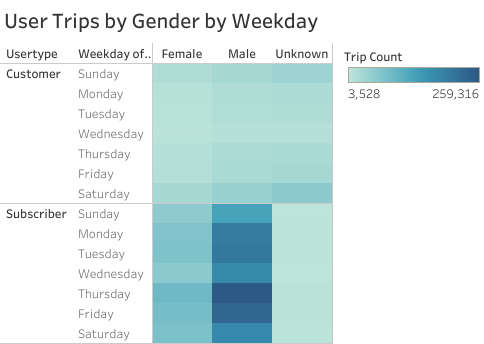 User Trips by Gender by Weekday
Usertype Weekday of.. Female Male Unknown
Customer Sunday
Monday
Tuesday
Wednesday
Thursday
Friday
Saturday
Subscriber Sunday
Monday
Tuesday
Wednesday
Thursday
Friday
Saturday
Trip Count
3,528 259,316